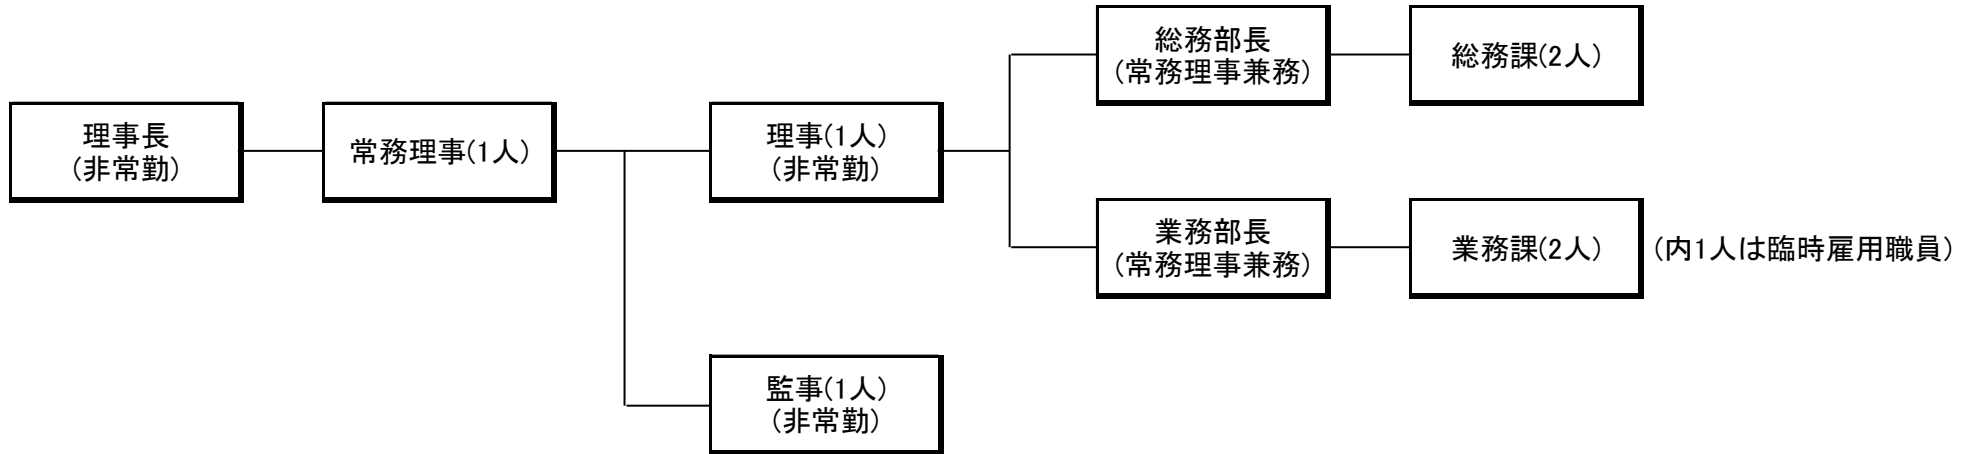 理事長
(非常勤)
常務理事(1人)
理事(1人)
(非常勤)
監事(1人)
(非常勤)
総務部長
(常務理事兼務)
総務課(2人)
業務部長
(常務理事兼務)
業務課(2人)
(内1人は臨時雇用職員)